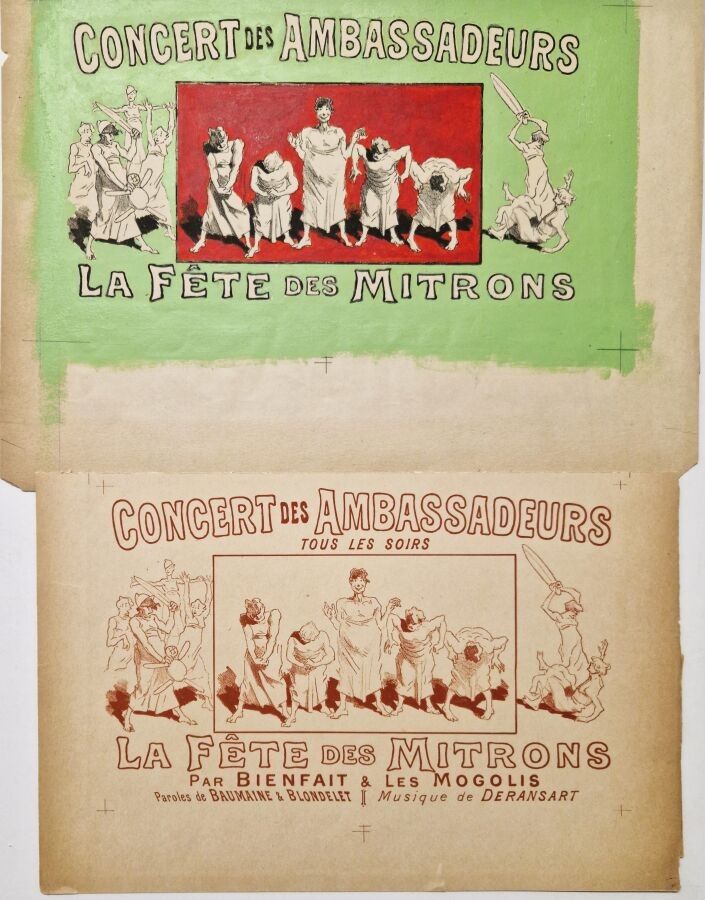 CONCERT DES AMBASSADEURS
LA FÊTE DES MITRONS
CONCERT DES AMBASSADEURS
TOUS LES SOIRS
LA FÊTE DES MITRONS
PAR BIENFAIT & LES MOGOLIS
Paroles de BAUMAINE & BLONDELET | Musique de DERANSART